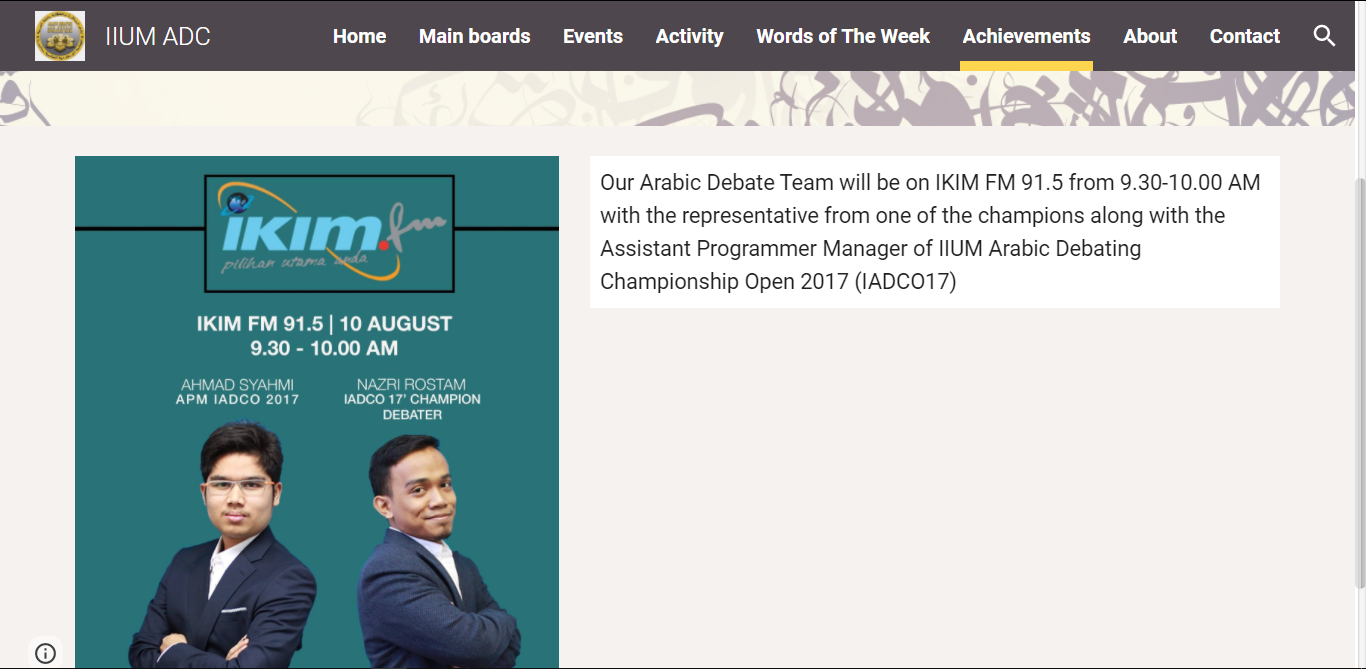 IIUM ADC
Home
Main boards
Events
Activity
Words of The Week
Achievements
About
Contact
iKiM.fm
pilihan utama anda
IKIM FM 91.5 | 10 AUGUST
9.30 - 10.00 AM
AHMAD SYAHMI
APM IADCO 2017
NAZRI ROSTAM
IADCO 17' CHAMPION
DEBATER
Our Arabic Debate Team will be on IKIM FM 91.5 from 9.30-10.00 AM
with the representative from one of the champions along with the
Assistant Programmer Manager of IIUM Arabic Debating
Championship Open 2017 (IADCO17)